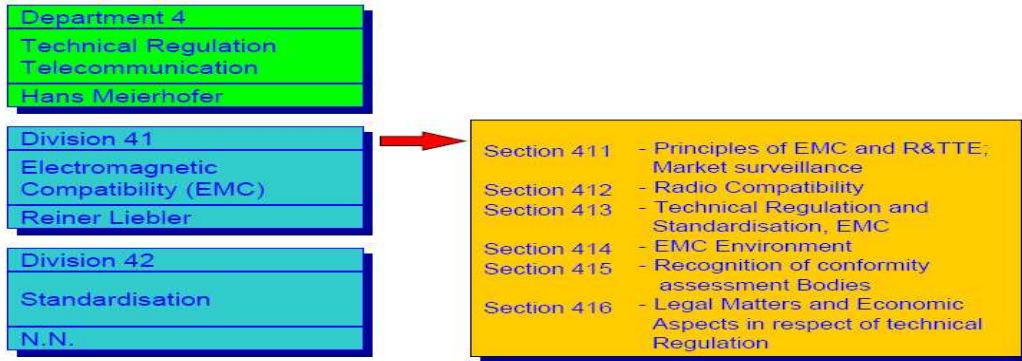 Department 4
Technical Regulation
Telecommunication
Hans Meierhofer
Division 41
Electromagnetic
Compatibility (EMC)
Reiner Liebler
Division 42
Standardisation
N.N.
Section 411 - Principles of EMC and R&TTE;
Market surveillance
Section 412 - Radio Compatibility
Section 413 - Technical Regulation and
Standardisation, EMC
Section 414 - EMC Environment
Section 415 - Recognition of conformity
assessment Bodies
Section 416 - Legal Matters and Economic
Aspects in respect of technical
Regulation